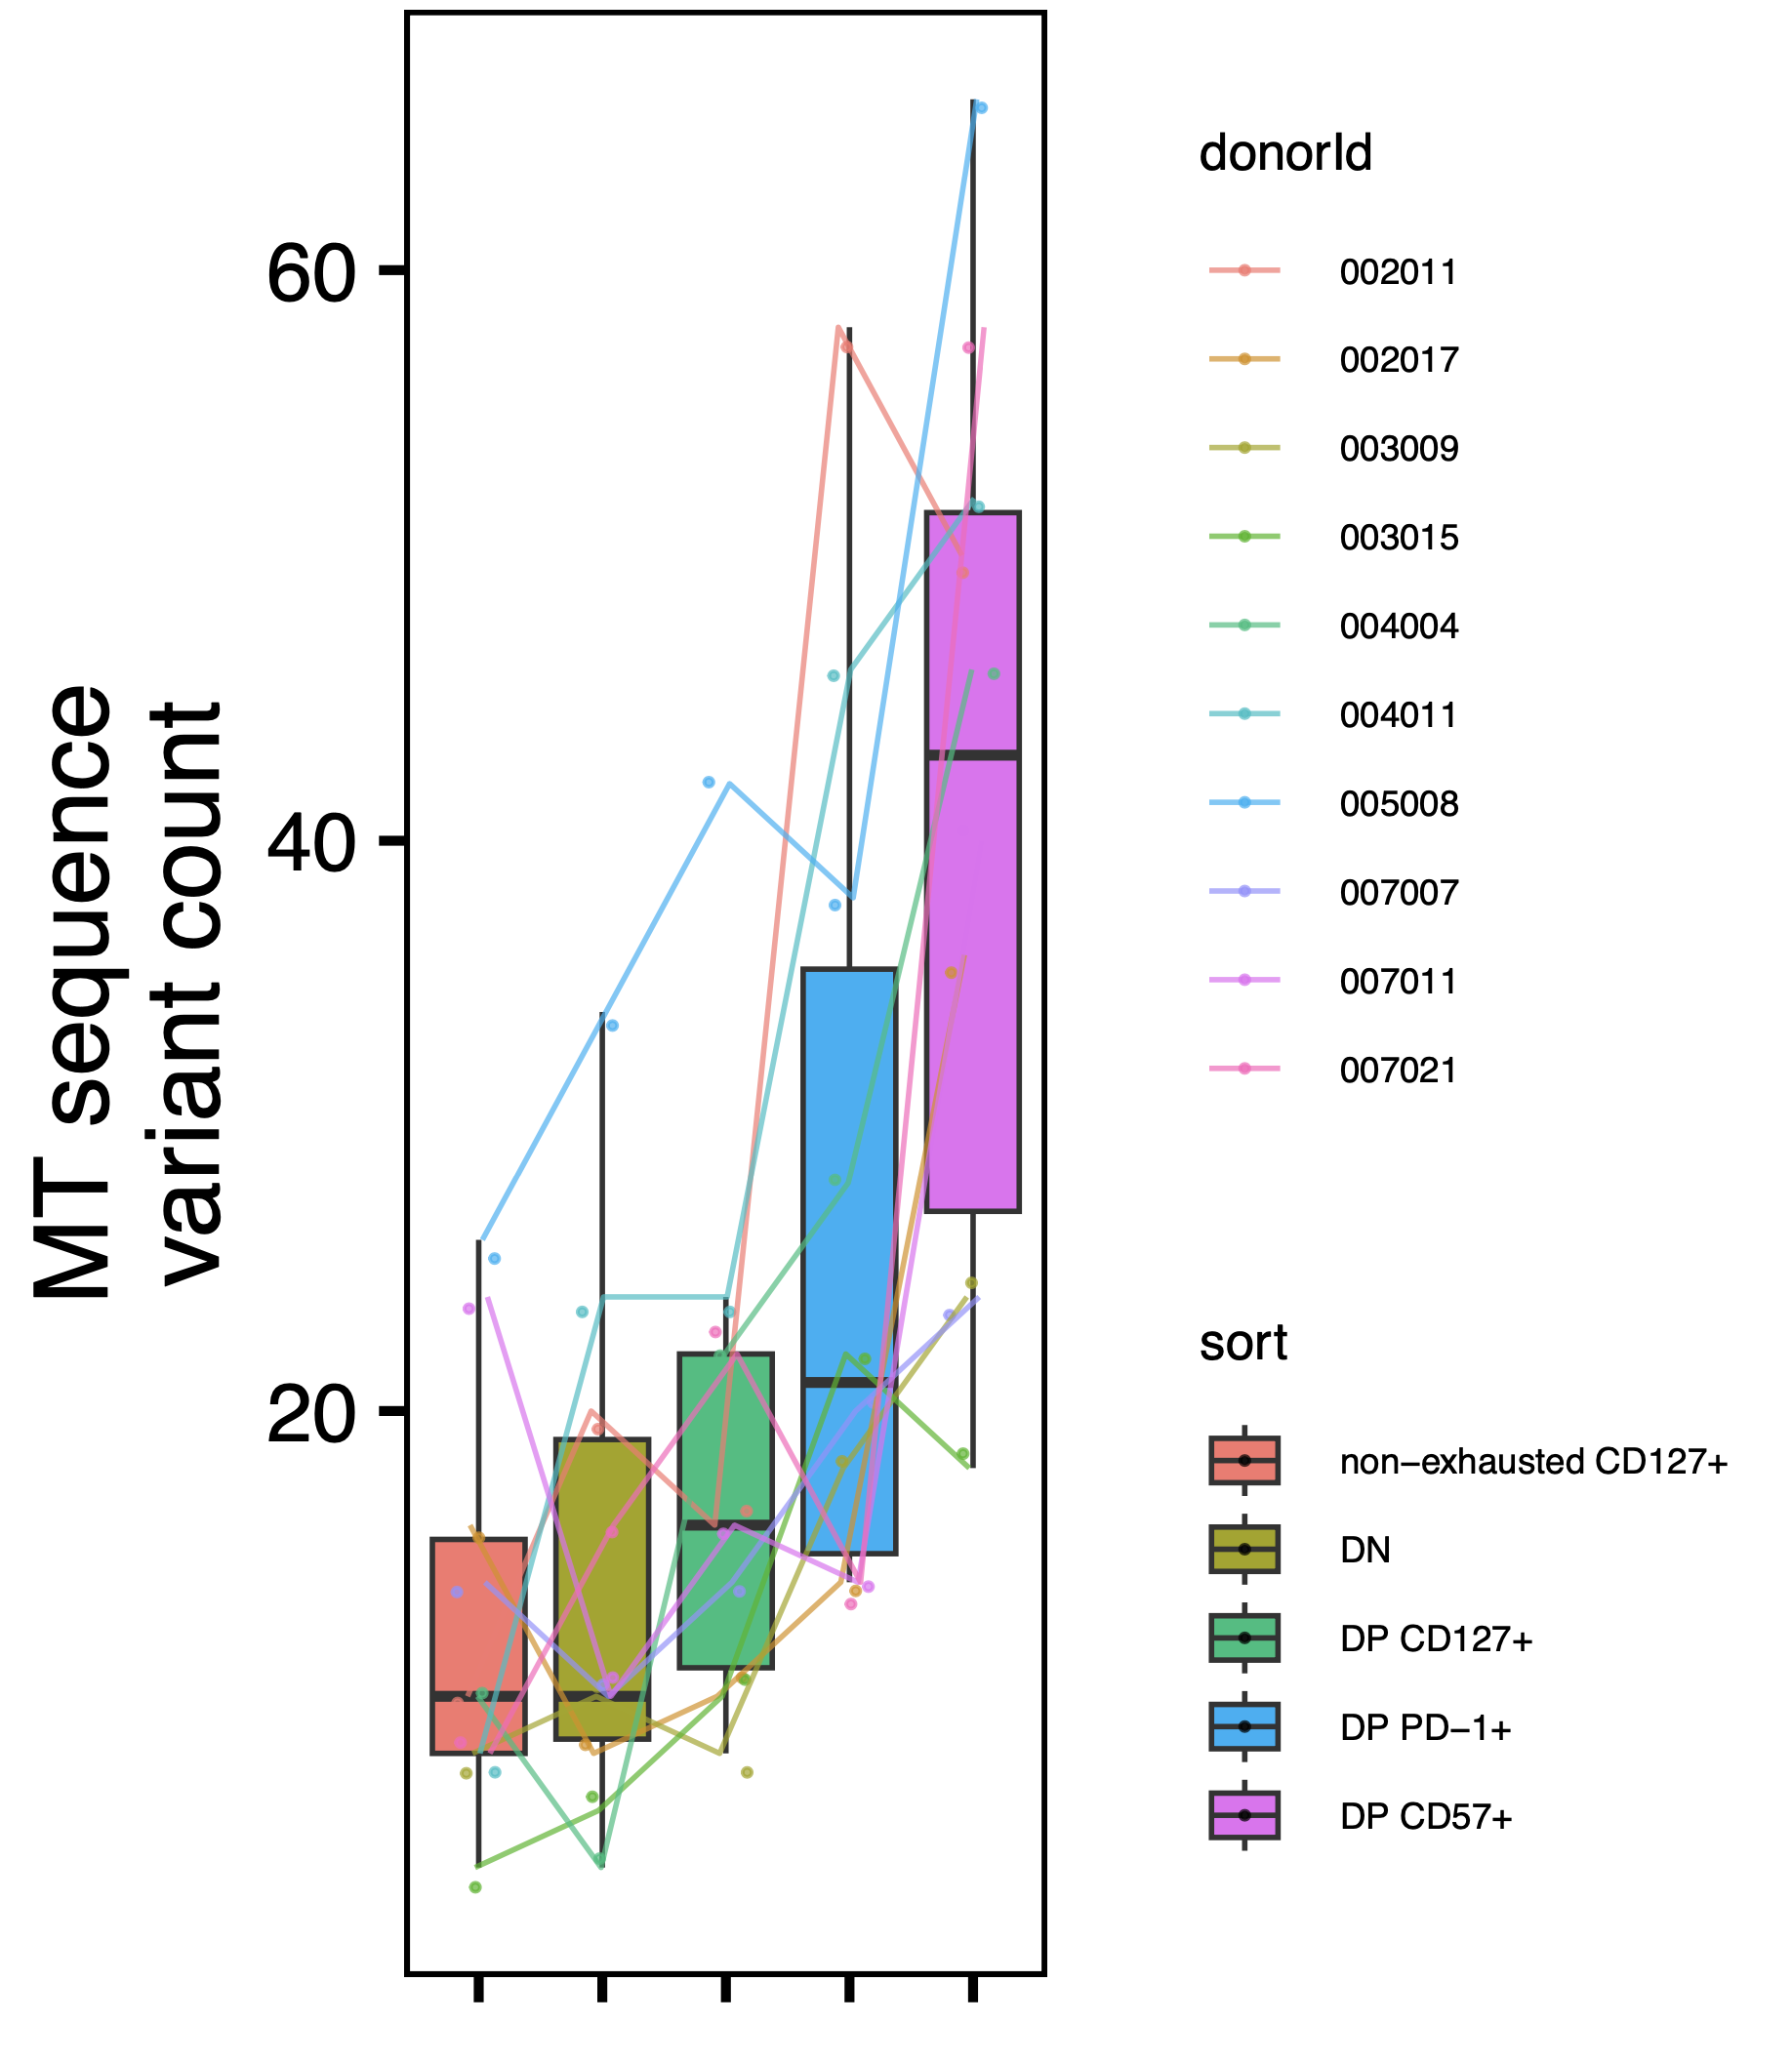 MT sequence
variant count
60
40
20
donorId
002011
002017
003009
003015
004004
004011
005008
007007
007011
007021
sort
non−exhausted CD127+
DN
DP CD127+
DP PD−1+
DP CD57+